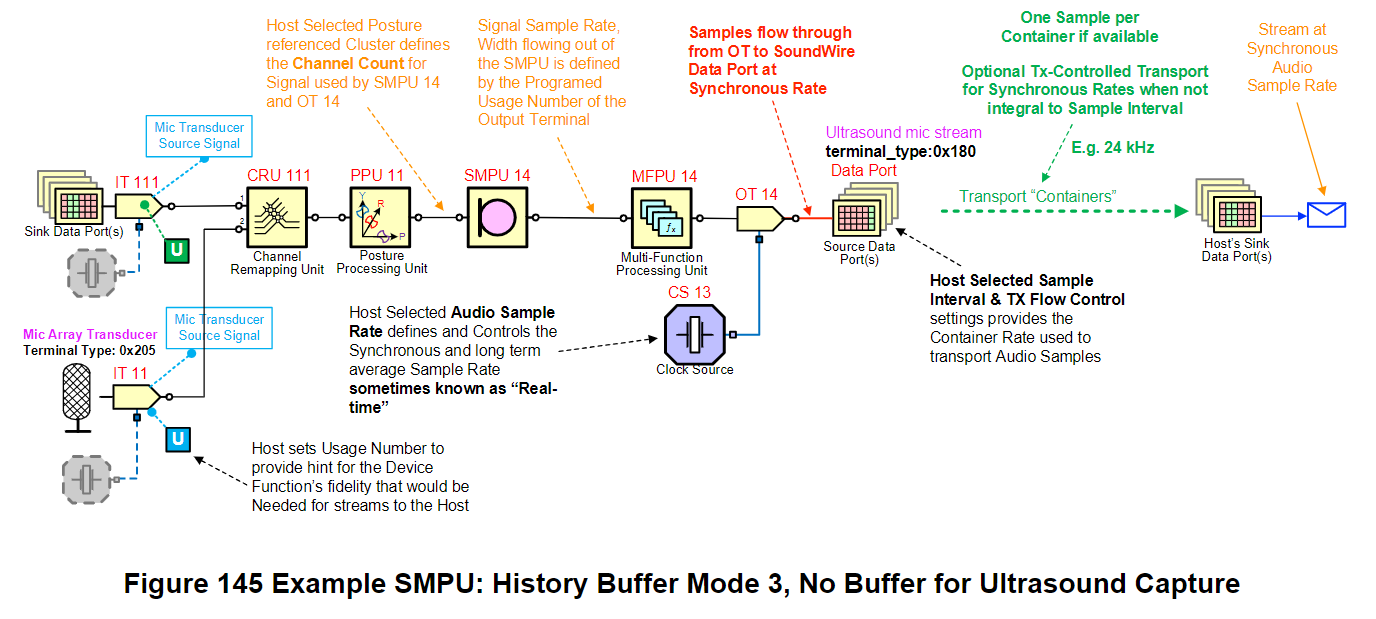 Host Selected Posture
referenced Cluster defines
the Channel Count for
Signal used by SMPU 14
and OT 14
Signal Sample Rate,
Width flowing out of
the SMPU is defined
by the Programed
Usage Number of the
Output Terminal
Samples flow through
from OT to SoundWire
Data Port at
Synchronous Rate
One Sample per
Container if available
Optional Tx-Controlled Transport
for Synchronous Rates when not
integral to Sample Interval
E.g. 24 kHz
Stream at
Synchronous
Audio
Sample Rate
Mic Transducer
Source Signal
Ultrasound mic stream
terminal_type:0x180
Data Port
IT 111
CRU 111
PPU 11
SMPU 14
MFPU 14
OT 14
1
2
Y
R
P
fx
Transport “Containers”
Sink Data Port(s)
U
Channel
Remapping Unit
Posture
Processing Unit
Multi-Function
Processing Unit
Source Data
Port(s)
Host's Sink
Data Port(s)
CS 13
Clock Source
Host Selected Audio Sample
Rate defines and Controls the
Synchronous and long term
average Sample Rate
sometimes known as “Real-
time”
Host Selected Sample
Interval & TX Flow Control
settings provides the
Container Rate used to
transport Audio Samples
Mic Transducer
Source Signal
Mic Array Transducer
Terminal Type: 0x205
IT 11
U
Host sets Usage Number to
provide hint for the Device
Function's fidelity that would be
Needed for streams to the Host
Figure 145 Example SMPU: History Buffer Mode 3, No Buffer for Ultrasound Capture